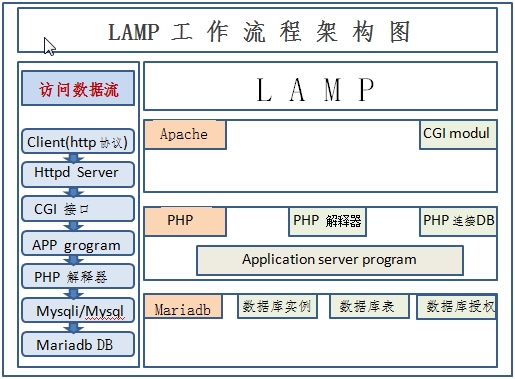 LAMP 工 作 流 程 架 构 图
访问数据流
Client(http 协议)
Httpd Server
CGI 接口
APP grogram
PHP 解释器
Mysqli/Mysql
Mariadb DB
L A M P
Apache
CGI modul
PHP
PHP 解释器
PHP 连接DB
Application server program
Mariadb
数据库实例
数据库表
数据库授权